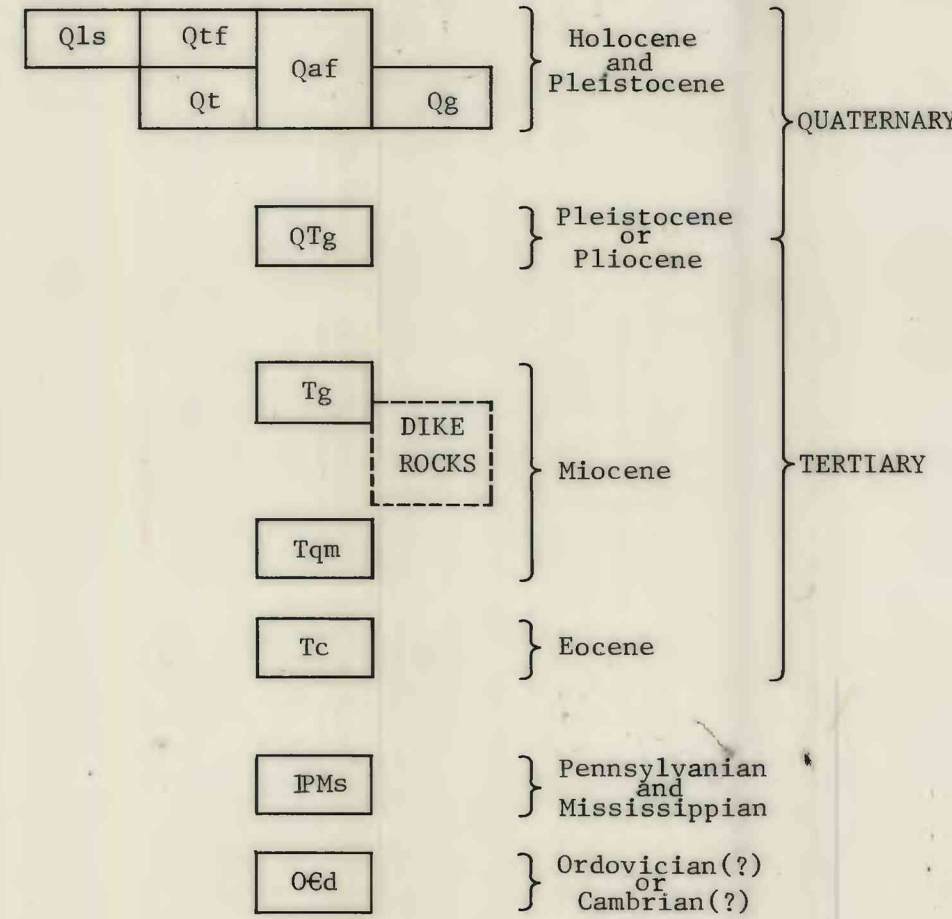 Qls
Qtf
Qaf
Qt
Qg
Holocene
and
Pleistocene
QUATERNARY
QTg
Pleistocene
or
Pliocene
Tg
DIKE
ROCKS
Miocene
TERTIARY
Tqm
Tc
Eocene
ℙMs
Pennsylvanian
and
Mississippian
O€d
Ordovician(?)
or
Cambrian(?)